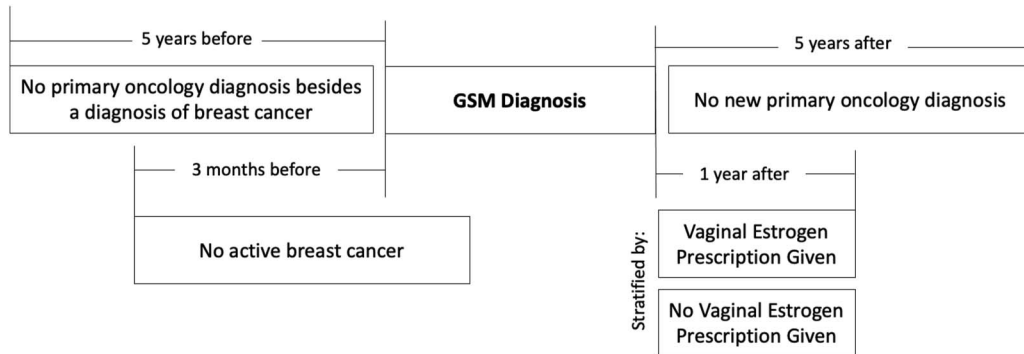 5 years before
5 years after
No primary oncology diagnosis besides
a diagnosis of breast cancer
GSM Diagnosis
No new primary oncology diagnosis
3 months before
1 year after
No active breast cancer
Stratified by:
Vaginal Estrogen
Prescription Given
No Vaginal Estrogen
Prescription Given